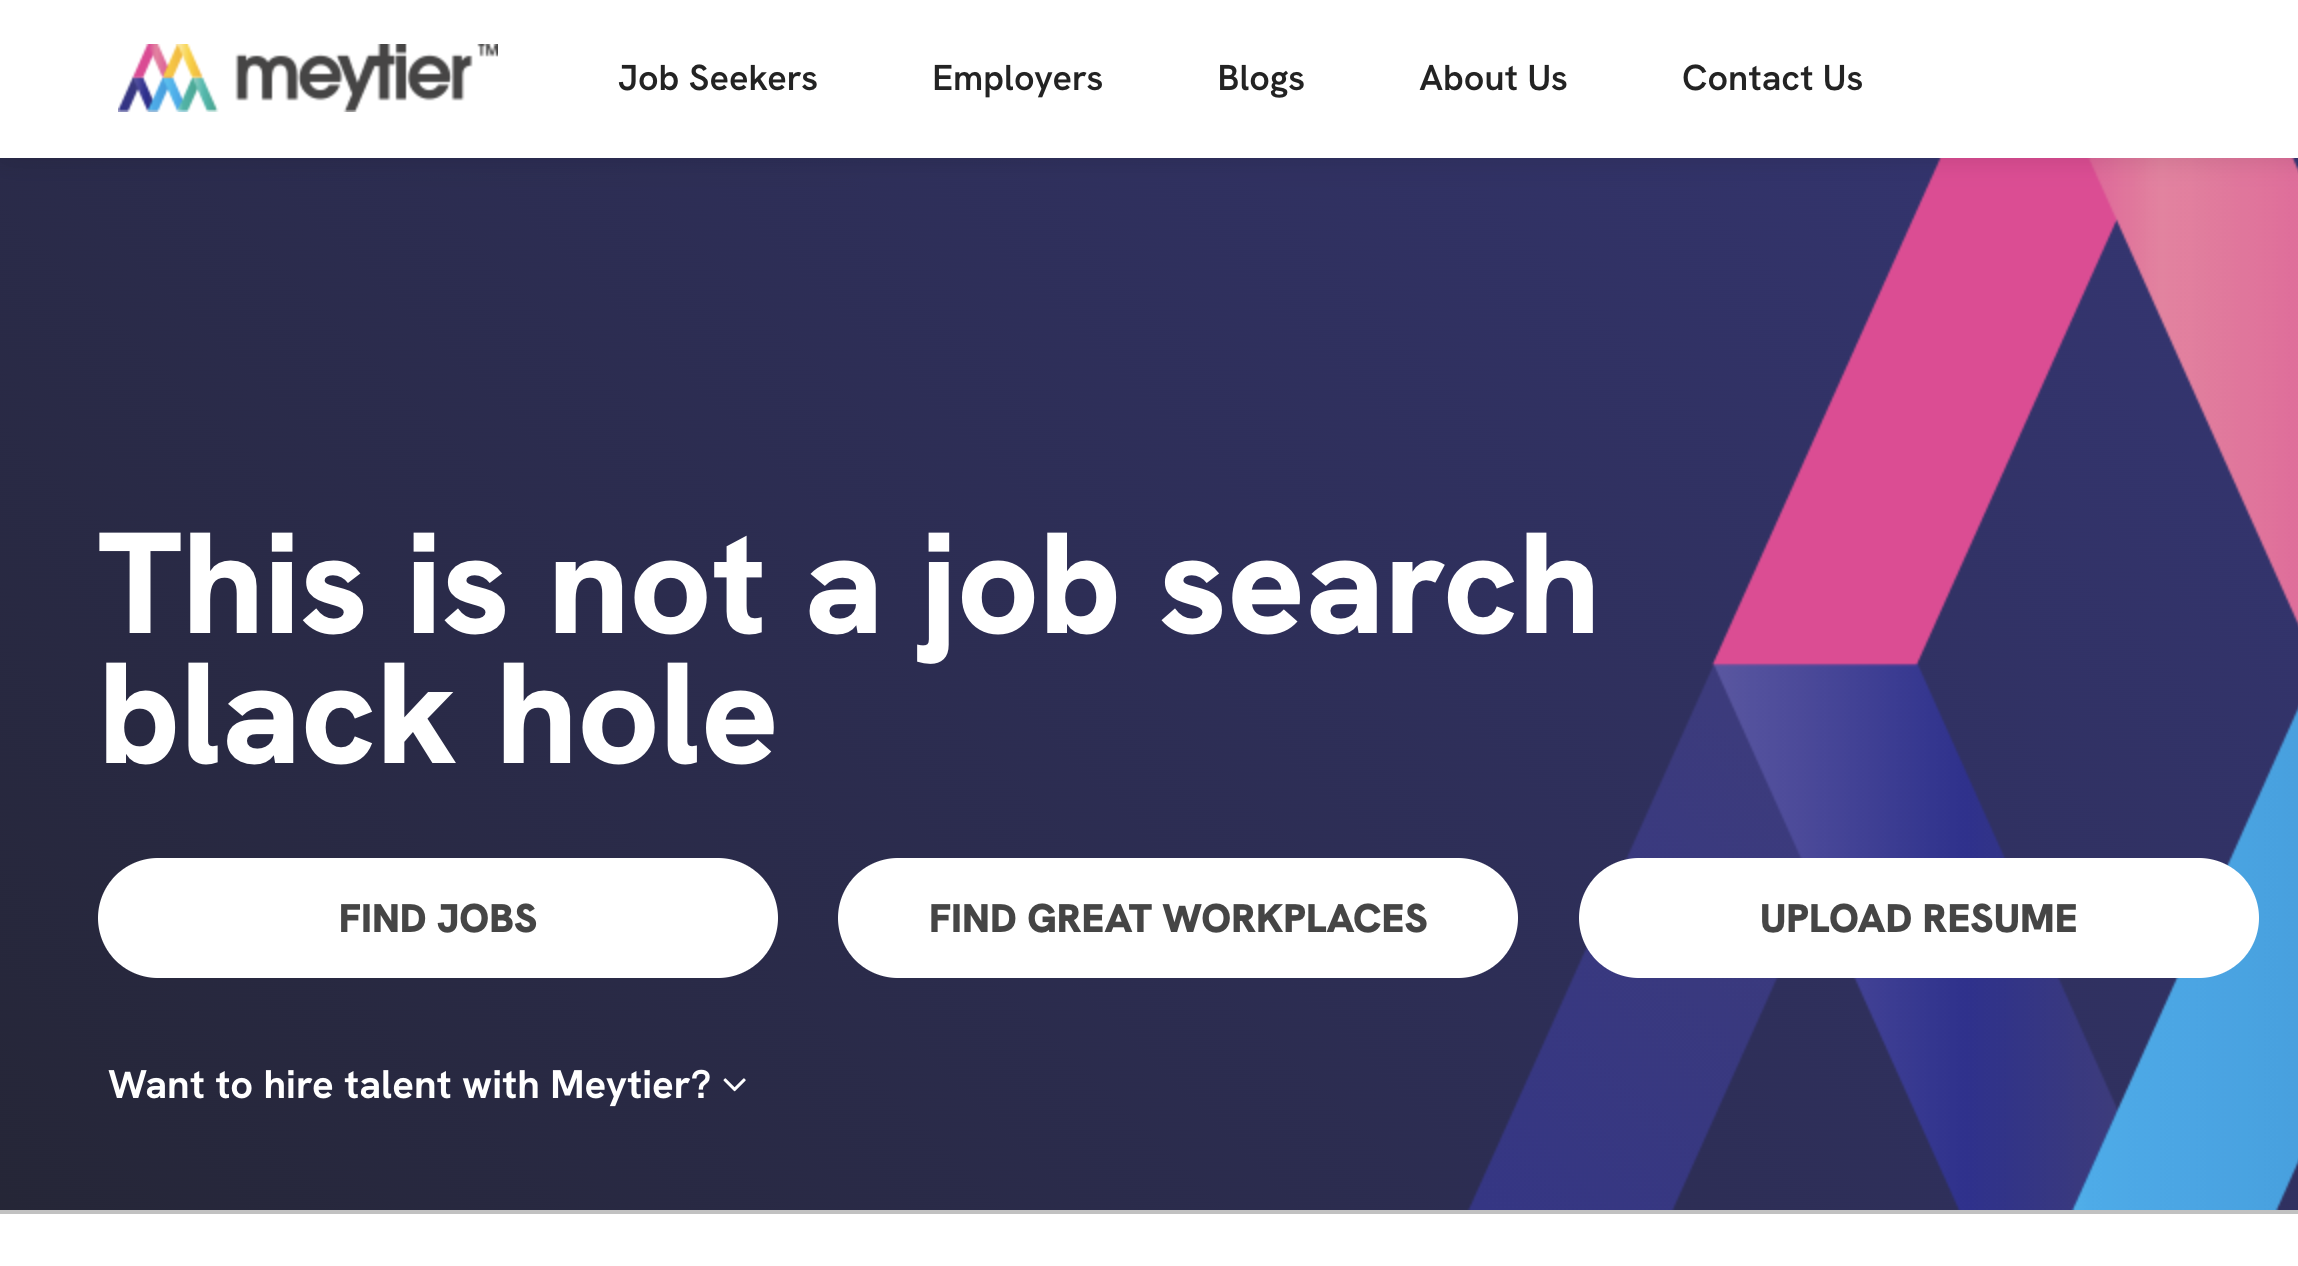 meytier™
Job Seekers
Employers
Blogs
About Us
Contact Us
This is not a job search
black hole
FIND JOBS
FIND GREAT WORKPLACES
UPLOAD RESUME
Want to hire talent with Meytier?